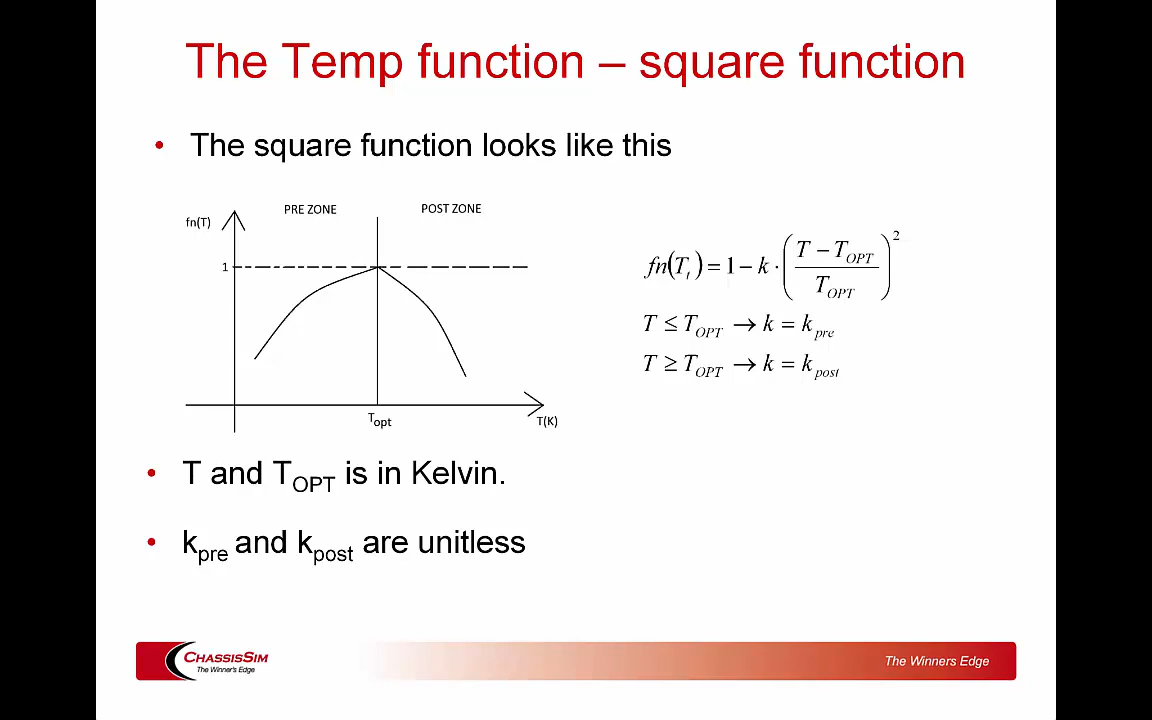 The Temp function – square function
• The square function looks like this
PRE ZONE POST ZONE
fn(T)
1
T_opt
T(K)
fn(T_t) = 1 − k · ((T − T_OPT) / T_OPT)^2
T ≤ T_OPT → k = k_pre
T ≥ T_OPT → k = k_post
• T and T_OPT is in Kelvin.
• k_pre and k_post are unitless
CHASSISSIM
The Winner's Edge
The Winners Edge